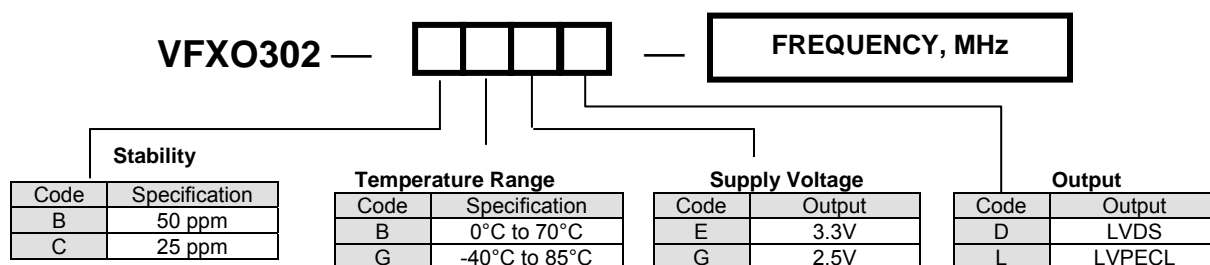 VFXO302 — — FREQUENCY, MHz
Stability
Code Specification
B 50 ppm
C 25 ppm
Temperature Range
Code Specification
B 0°C to 70°C
G -40°C to 85°C
Supply Voltage
Code Output
E 3.3V
G 2.5V
Output
Code Output
D LVDS
L LVPECL